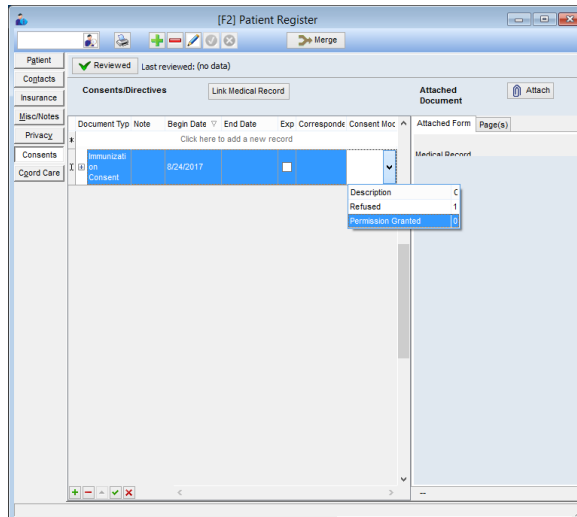 [F2] Patient Register
Merge
Patient
Contacts
Insurance
Misc/Notes
Privacy
Consents
Coord Care
Reviewed Last reviewed: (no data)
Consents/Directives Link Medical Record
Attached
Document
Attach
Document Typ Note Begin Date End Date Exp Corresponde Consent Moc
Click here to add a new record
Immunizati
on
Consent
8/24/2017
Attached Form Page(s)
Medical Record
Description C
Refused 1
Permission Granted 0
--